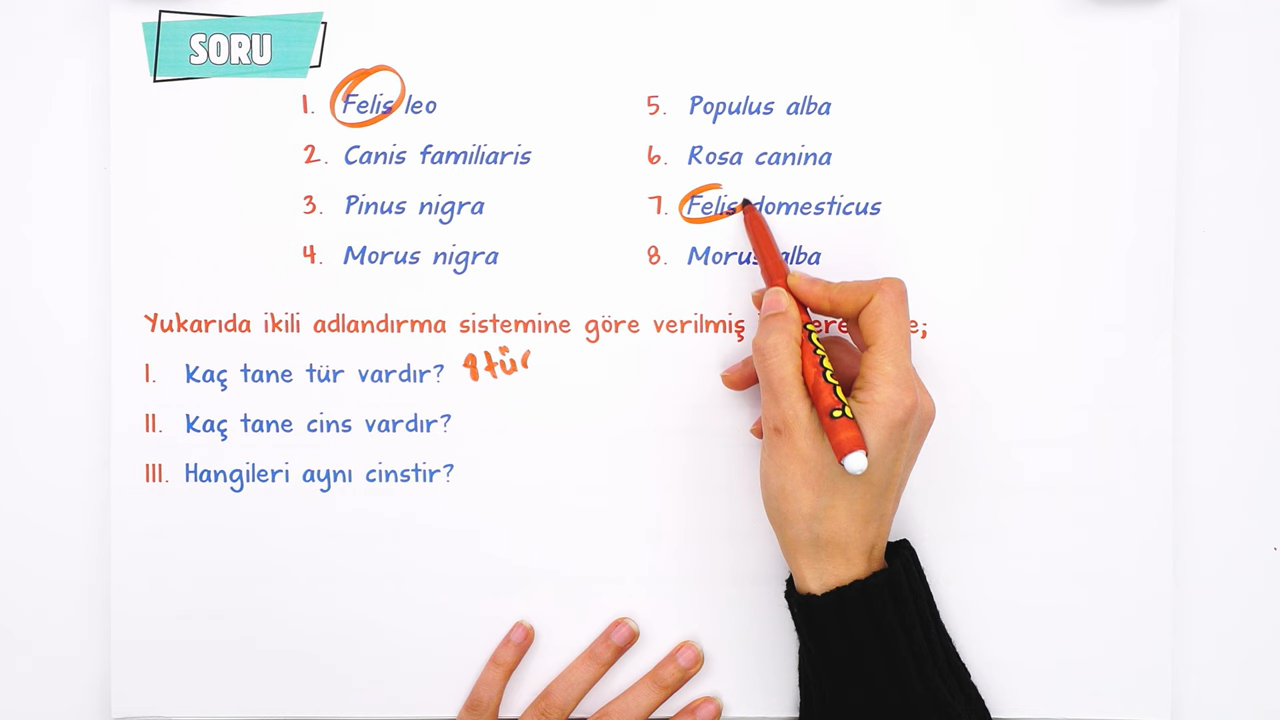 SORU
1. Felis leo
2. Canis familiaris
3. Pinus nigra
4. Morus nigra
5. Populus alba
6. Rosa canina
7. Felis domesticus
8. Morus alba
Yukarıda ikili adlandırma sistemine göre verilmiş
I. Kaç tane tür vardır? 8 tür
II. Kaç tane cins vardır?
III. Hangileri aynı cinstir?